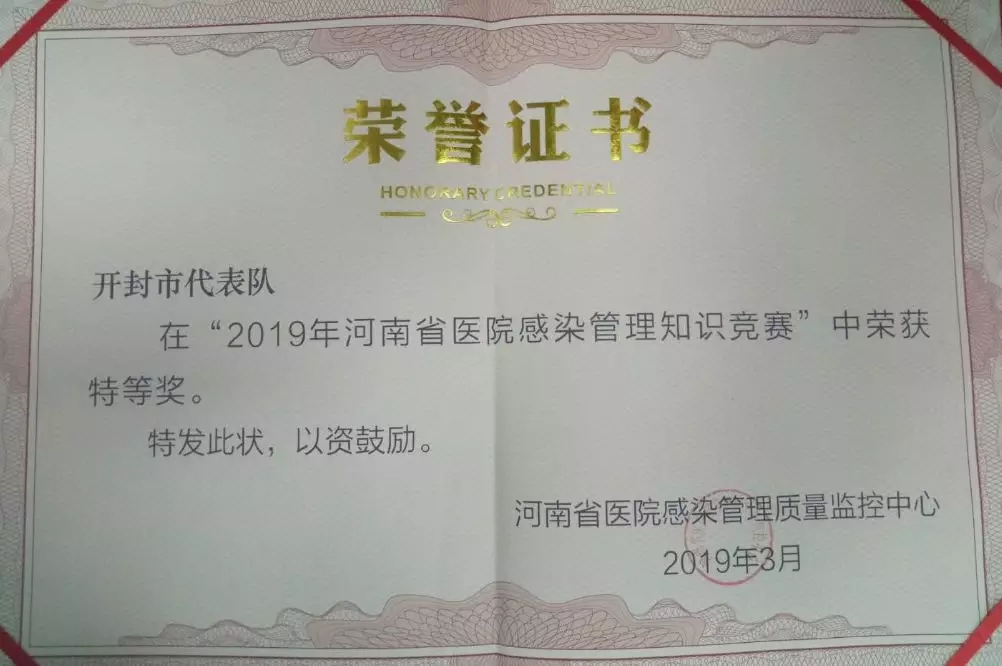 荣誉证书
HONORARY CREDENTIAL
开封市代表队
在“2019年河南省医院感染管理知识竞赛”中荣获
特等奖。
特发此状，以资鼓励。
河南省医院感染管理质量监控中心
2019年3月